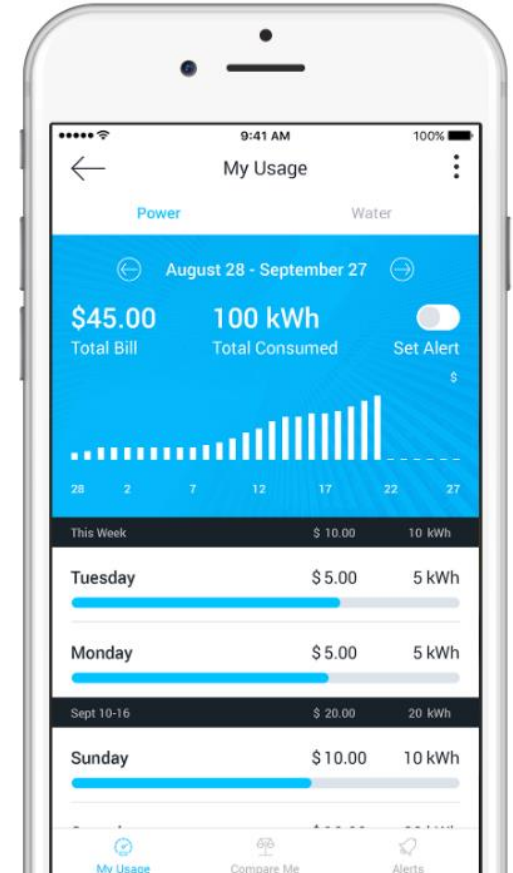 9:41 AM 100%
My Usage
Power Water
August 28 - September 27
$45.00 100 kWh
Total Bill Total Consumed Set Alert
$
28 2 7 12 17 22 27
This Week $ 10.00 10 kWh
Tuesday $ 5.00 5 kWh
Monday $ 5.00 5 kWh
Sept 10-16 $ 20.00 20 kWh
Sunday $ 10.00 10 kWh
My Usage Compare Me Alerts